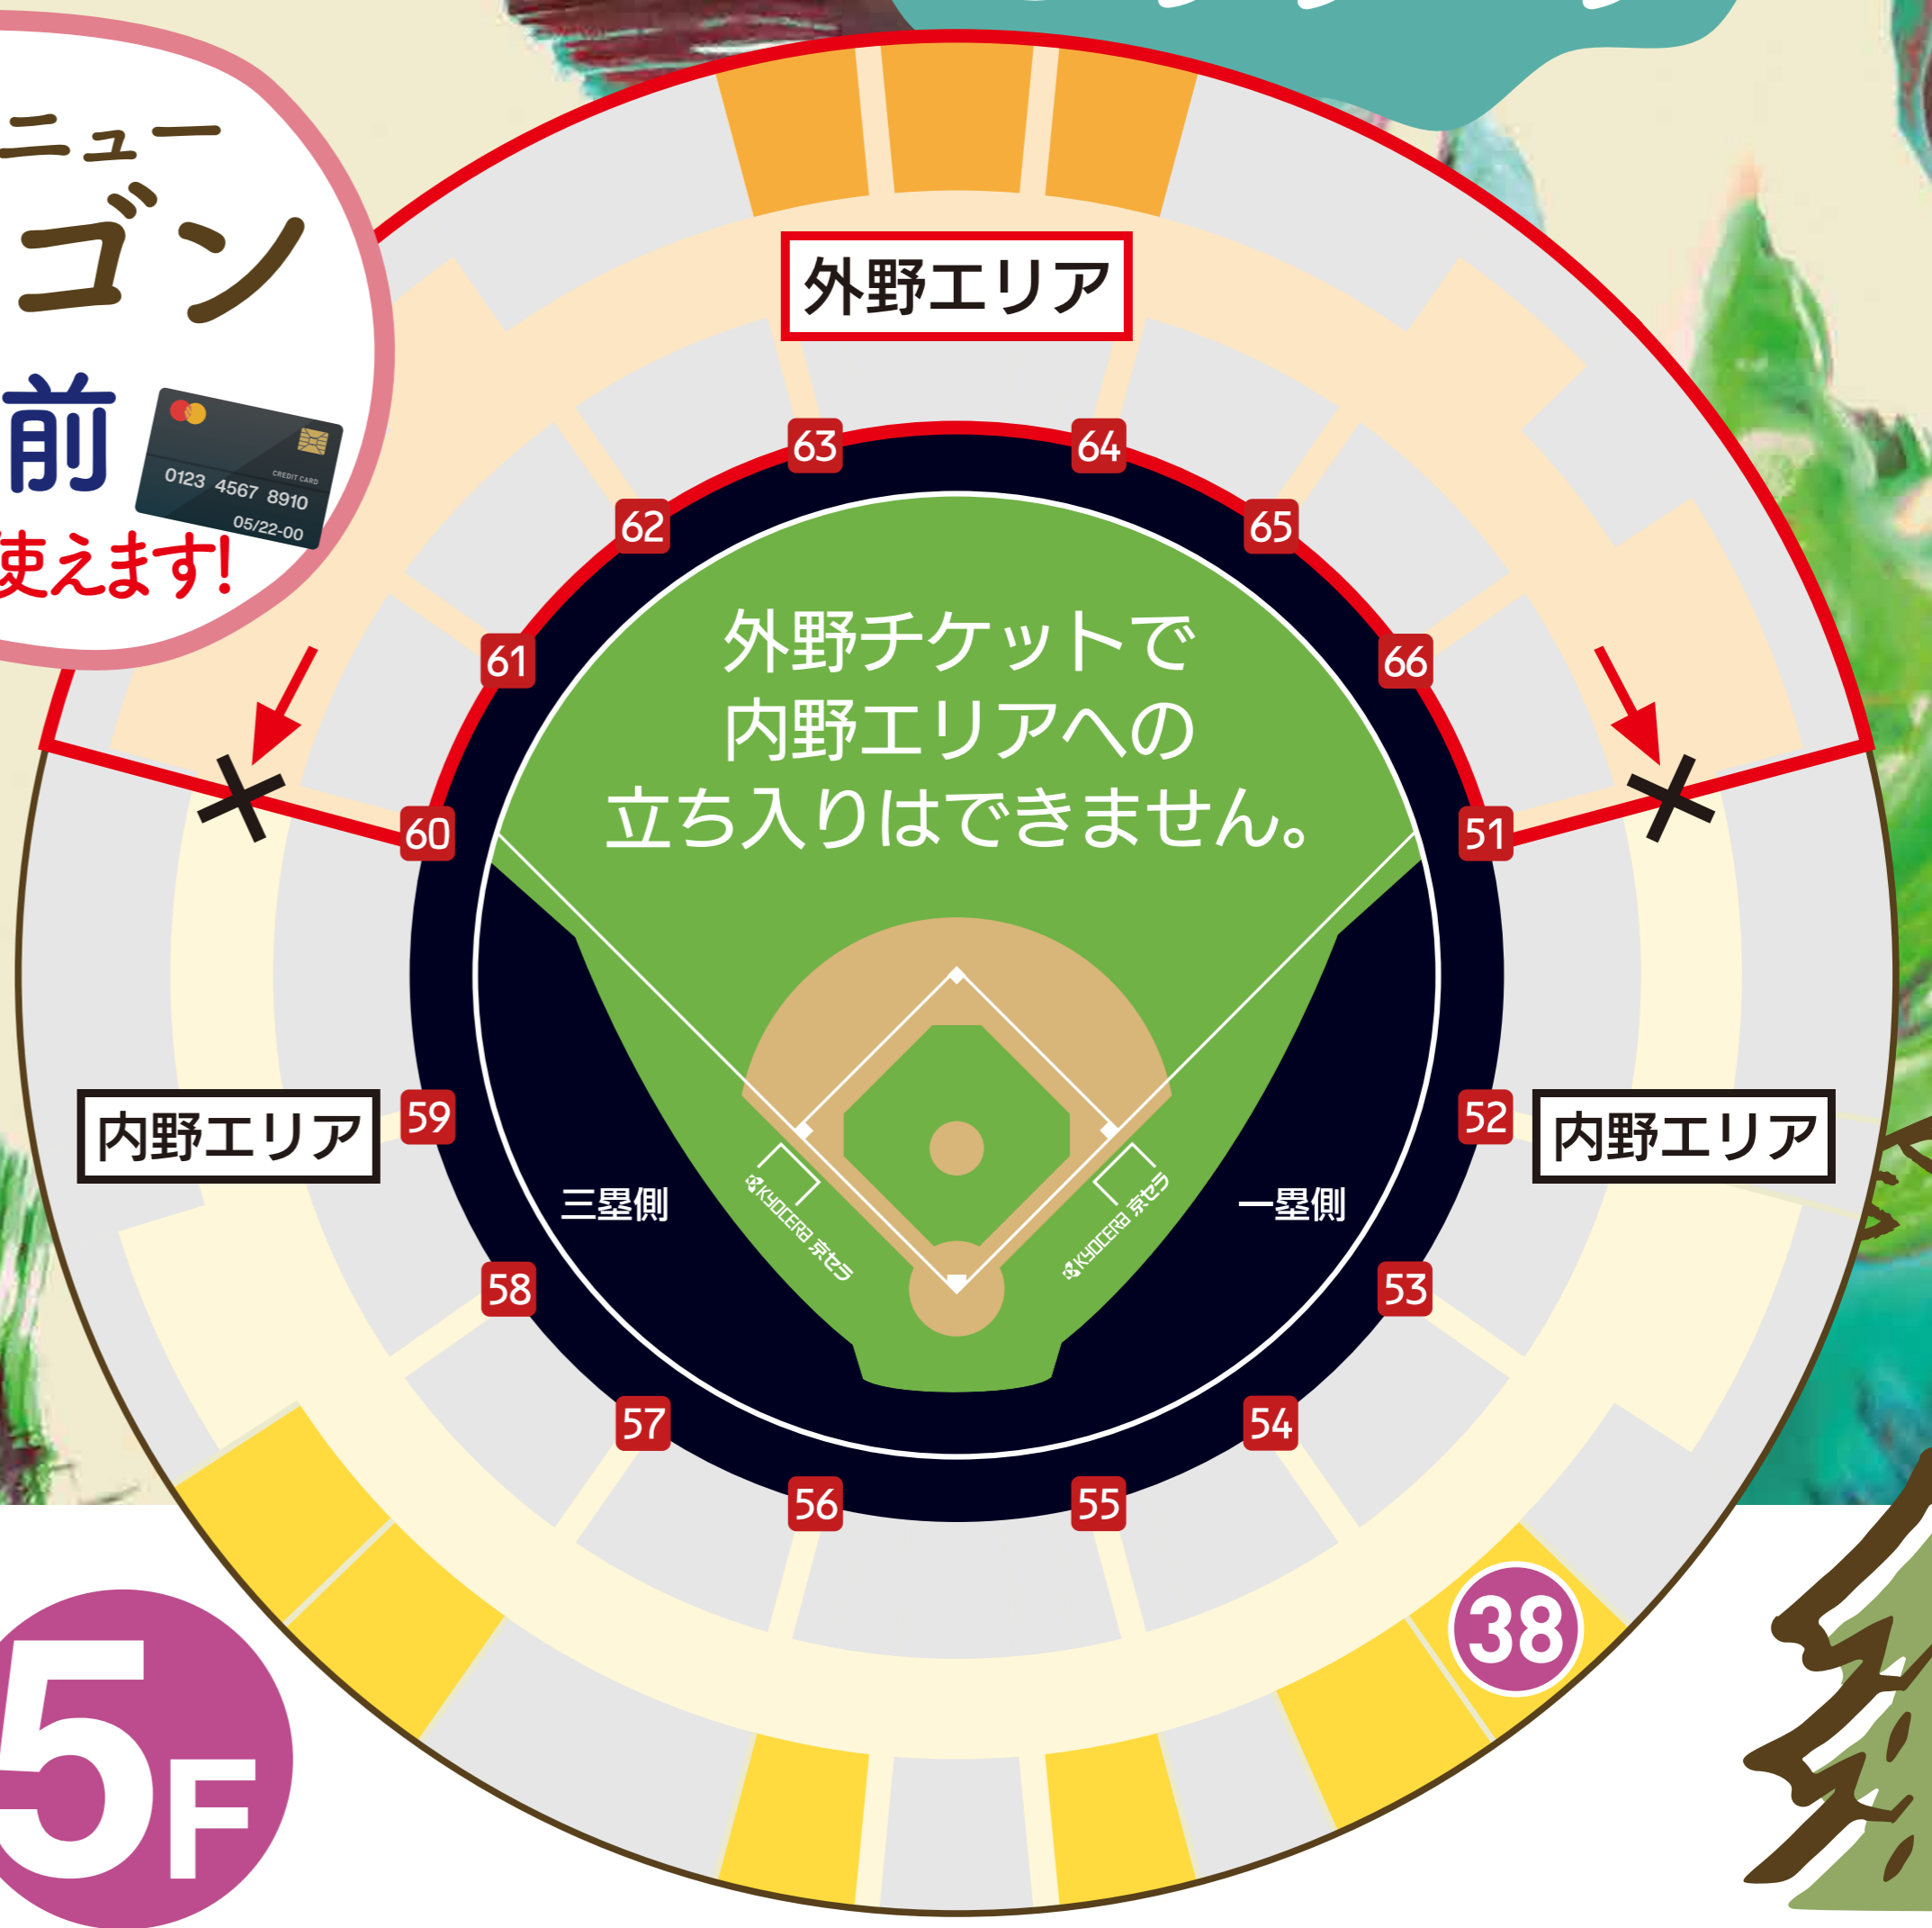 ニュー
ゴン
前
0123 4567 8910
CREDIT CARD
05/22-00
使えます!
外野エリア
63
64
62
65
61
66
60
51
外野チケットで
内野エリアへの
立ち入りはできません。
59
52
内野エリア
内野エリア
三塁側
一塁側
KYOCERA 京セラ
KYOCERA 京セラ
58
53
57
54
56
55
38
5F